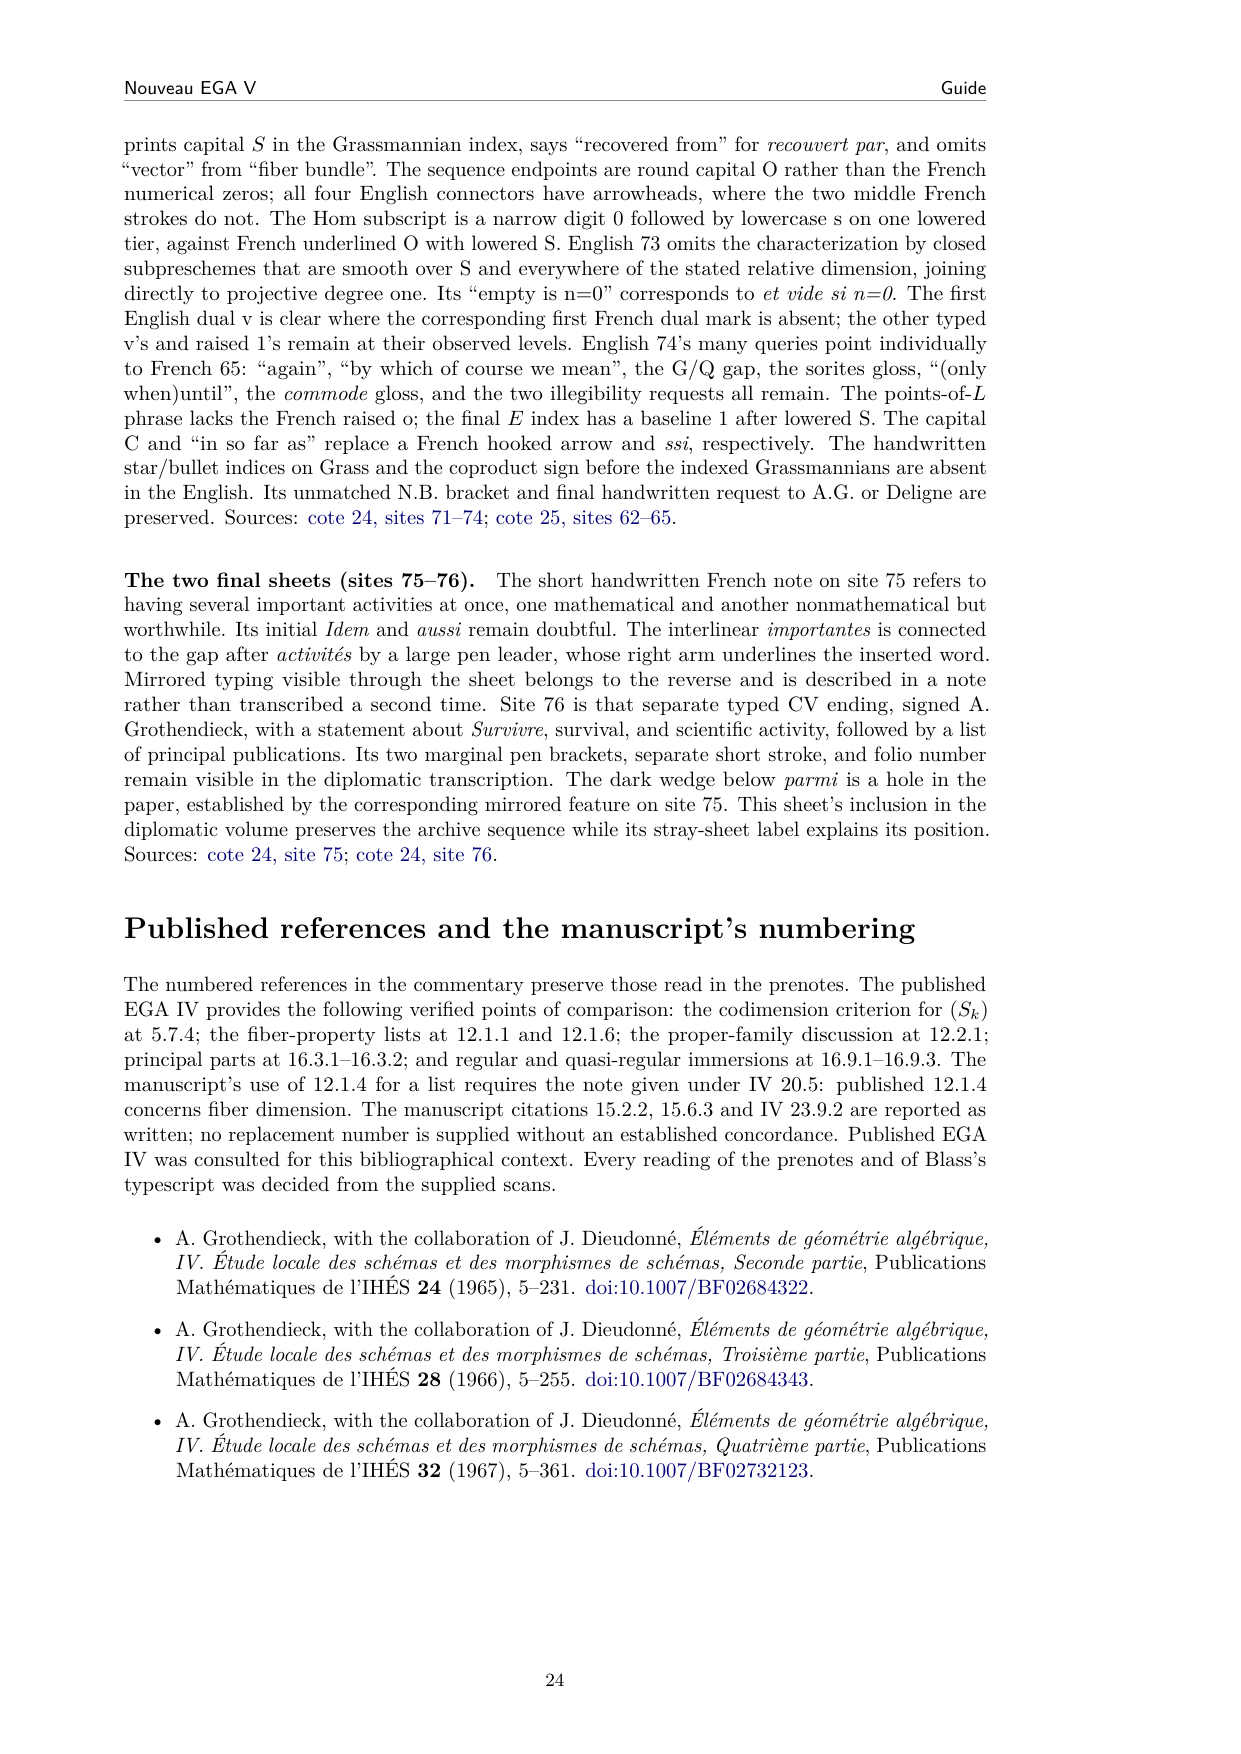 Nouveau EGA V Guide
prints capital S in the Grassmannian index, says “recovered from” for recouvert par, and omits
“vector” from “fiber bundle”. The sequence endpoints are round capital O rather than the French
numerical zeros; all four English connectors have arrowheads, where the two middle French
strokes do not. The Hom subscript is a narrow digit 0 followed by lowercase s on one lowered
tier, against French underlined O with lowered S. English 73 omits the characterization by closed
subpreschemes that are smooth over S and everywhere of the stated relative dimension, joining
directly to projective degree one. Its “empty is n=0” corresponds to et vide si n=0. The first
English dual v is clear where the corresponding first French dual mark is absent; the other typed
v’s and raised 1’s remain at their observed levels. English 74’s many queries point individually
to French 65: “again”, “by which of course we mean”, the G/Q gap, the sorites gloss, “(only
when)until”, the commode gloss, and the two illegibility requests all remain. The points-of-L
phrase lacks the French raised o; the final E index has a baseline 1 after lowered S. The capital
C and “in so far as” replace a French hooked arrow and ssi, respectively. The handwritten
star/bullet indices on Grass and the coproduct sign before the indexed Grassmannians are absent
in the English. Its unmatched N.B. bracket and final handwritten request to A.G. or Deligne are
preserved. Sources: cote 24, sites 71–74; cote 25, sites 62–65.
The two final sheets (sites 75–76). The short handwritten French note on site 75 refers to
having several important activities at once, one mathematical and another nonmathematical but
worthwhile. Its initial Idem and aussi remain doubtful. The interlinear importantes is connected
to the gap after activités by a large pen leader, whose right arm underlines the inserted word.
Mirrored typing visible through the sheet belongs to the reverse and is described in a note
rather than transcribed a second time. Site 76 is that separate typed CV ending, signed A.
Grothendieck, with a statement about Survivre, survival, and scientific activity, followed by a list
of principal publications. Its two marginal pen brackets, separate short stroke, and folio number
remain visible in the diplomatic transcription. The dark wedge below parmi is a hole in the
paper, established by the corresponding mirrored feature on site 75. This sheet’s inclusion in the
diplomatic volume preserves the archive sequence while its stray-sheet label explains its position.
Sources: cote 24, site 75; cote 24, site 76.
Published references and the manuscript’s numbering
The numbered references in the commentary preserve those read in the prenotes. The published
EGA IV provides the following verified points of comparison: the codimension criterion for (Sₖ)
at 5.7.4; the fiber-property lists at 12.1.1 and 12.1.6; the proper-family discussion at 12.2.1;
principal parts at 16.3.1–16.3.2; and regular and quasi-regular immersions at 16.9.1–16.9.3. The
manuscript’s use of 12.1.4 for a list requires the note given under IV 20.5: published 12.1.4
concerns fiber dimension. The manuscript citations 15.2.2, 15.6.3 and IV 23.9.2 are reported as
written; no replacement number is supplied without an established concordance. Published EGA
IV was consulted for this bibliographical context. Every reading of the prenotes and of Blass’s
typescript was decided from the supplied scans.
• A. Grothendieck, with the collaboration of J. Dieudonné, Éléments de géométrie algébrique,
IV. Étude locale des schémas et des morphismes de schémas, Seconde partie, Publications
Mathématiques de l’IHÉS 24 (1965), 5–231. doi:10.1007/BF02684322.
• A. Grothendieck, with the collaboration of J. Dieudonné, Éléments de géométrie algébrique,
IV. Étude locale des schémas et des morphismes de schémas, Troisième partie, Publications
Mathématiques de l’IHÉS 28 (1966), 5–255. doi:10.1007/BF02684343.
• A. Grothendieck, with the collaboration of J. Dieudonné, Éléments de géométrie algébrique,
IV. Étude locale des schémas et des morphismes de schémas, Quatrième partie, Publications
Mathématiques de l’IHÉS 32 (1967), 5–361. doi:10.1007/BF02732123.
24